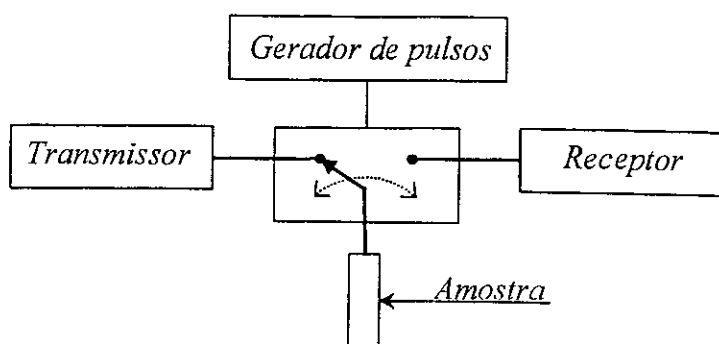 Gerador de pulsos
Transmissor
Receptor
Amostra